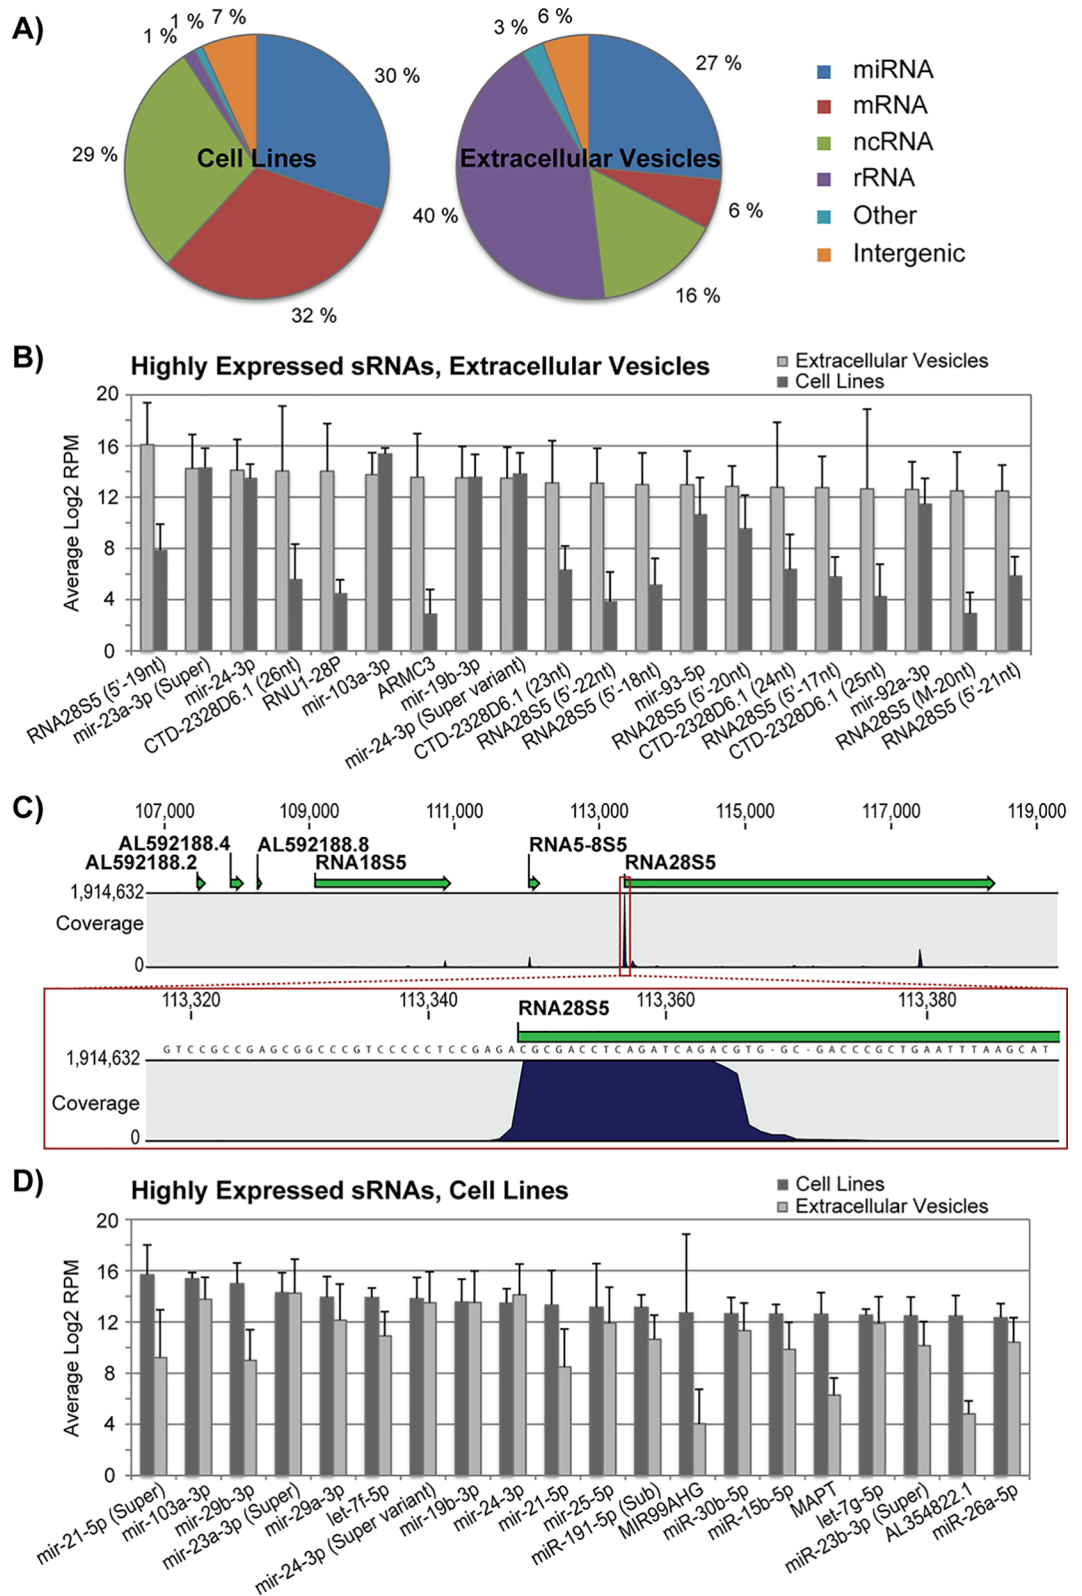 A)
1 %
1 %
7 %
30 %
29 %
32 %
Cell Lines
3 %
6 %
27 %
6 %
40 %
16 %
Extracellular Vesicles
miRNA
mRNA
ncRNA
rRNA
Other
Intergenic
B)
Highly Expressed sRNAs, Extracellular Vesicles
Extracellular Vesicles
Cell Lines
Average Log2 RPM
20
16
12
8
4
0
RNA28S5 (5'-19nt)
mir-23a-3p (Super)
mir-24-3p
CTD-2328D6.1 (26nt)
RNU1-28P
mir-103a-3p
ARMC3
mir-19b-3p
mir-24-3p (Super variant)
CTD-2328D6.1 (23nt)
RNA28S5 (5'-22nt)
RNA28S5 (5'-18nt)
mir-93-5p
RNA28S5 (5'-20nt)
CTD-2328D6.1 (24nt)
RNA28S5 (5'-17nt)
CTD-2328D6.1 (25nt)
mir-92a-3p
RNA28S5 (M-20nt)
RNA28S5 (5'-21nt)
C)
107,000 109,000 111,000 113,000 115,000 117,000 119,000
AL592188.4
AL592188.8
RNA5-8S5
AL592188.2
RNA18S5
RNA28S5
1,914,632
Coverage
0
113,320 113,340 113,360 113,380
RNA28S5
G T C C G C C G A G C G G C C C G T C C C C C T C C G A G A C G C G A C C T C A G A T C A G A C G T G - G C - G A C C C G C T G A A T T T A A G C A T
1,914,632
Coverage
0
D)
Highly Expressed sRNAs, Cell Lines
Cell Lines
Extracellular Vesicles
Average Log2 RPM
20
16
12
8
4
0
mir-21-5p (Super)
mir-103a-3p
mir-29b-3p
mir-23a-3p (Super)
mir-29a-3p
let-7f-5p
mir-24-3p (Super variant)
mir-19b-3p
mir-24-3p
mir-21-5p
mir-25-5p
miR-191-5p (Sub)
MIR99AHG
miR-30b-5p
miR-15b-5p
MAPT
let-7g-5p
miR-23b-3p (Super)
AL354822.1
miR-26a-5p